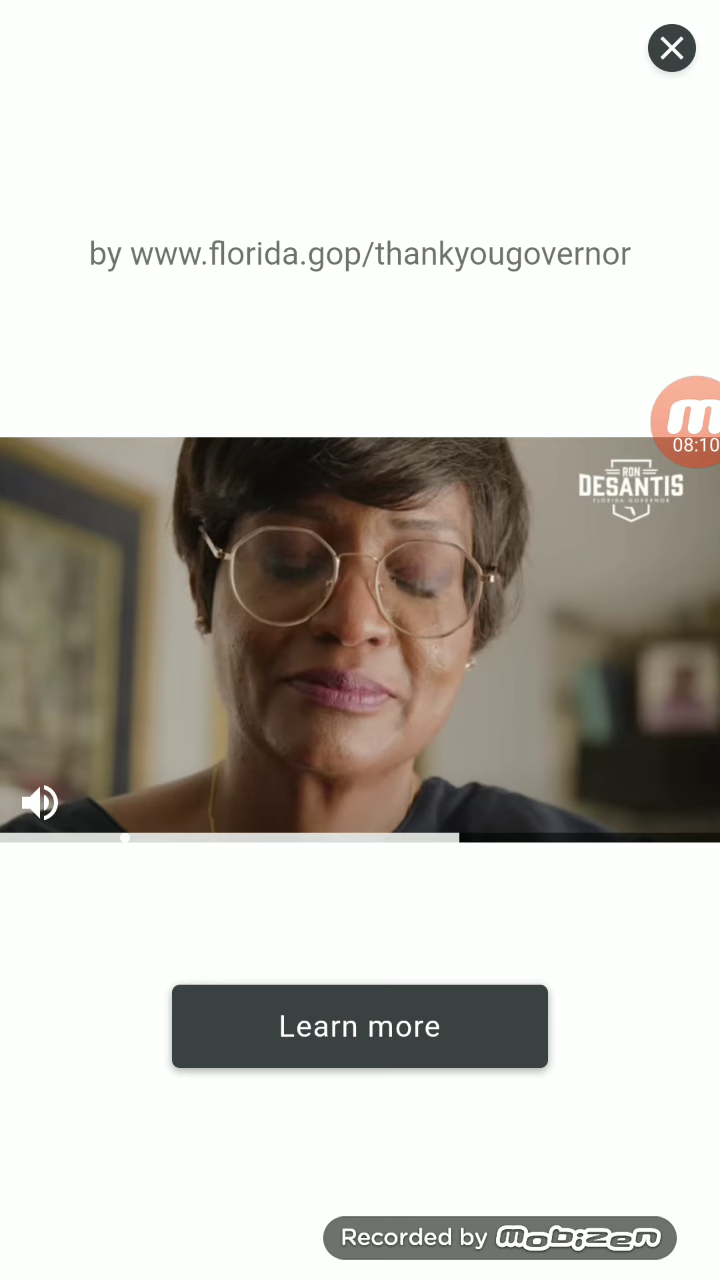 by www.florida.gop/thankyougovernor
08:10
RON
DESANTIS
FLORIDA GOVERNOR
Learn more
Recorded by mobizen